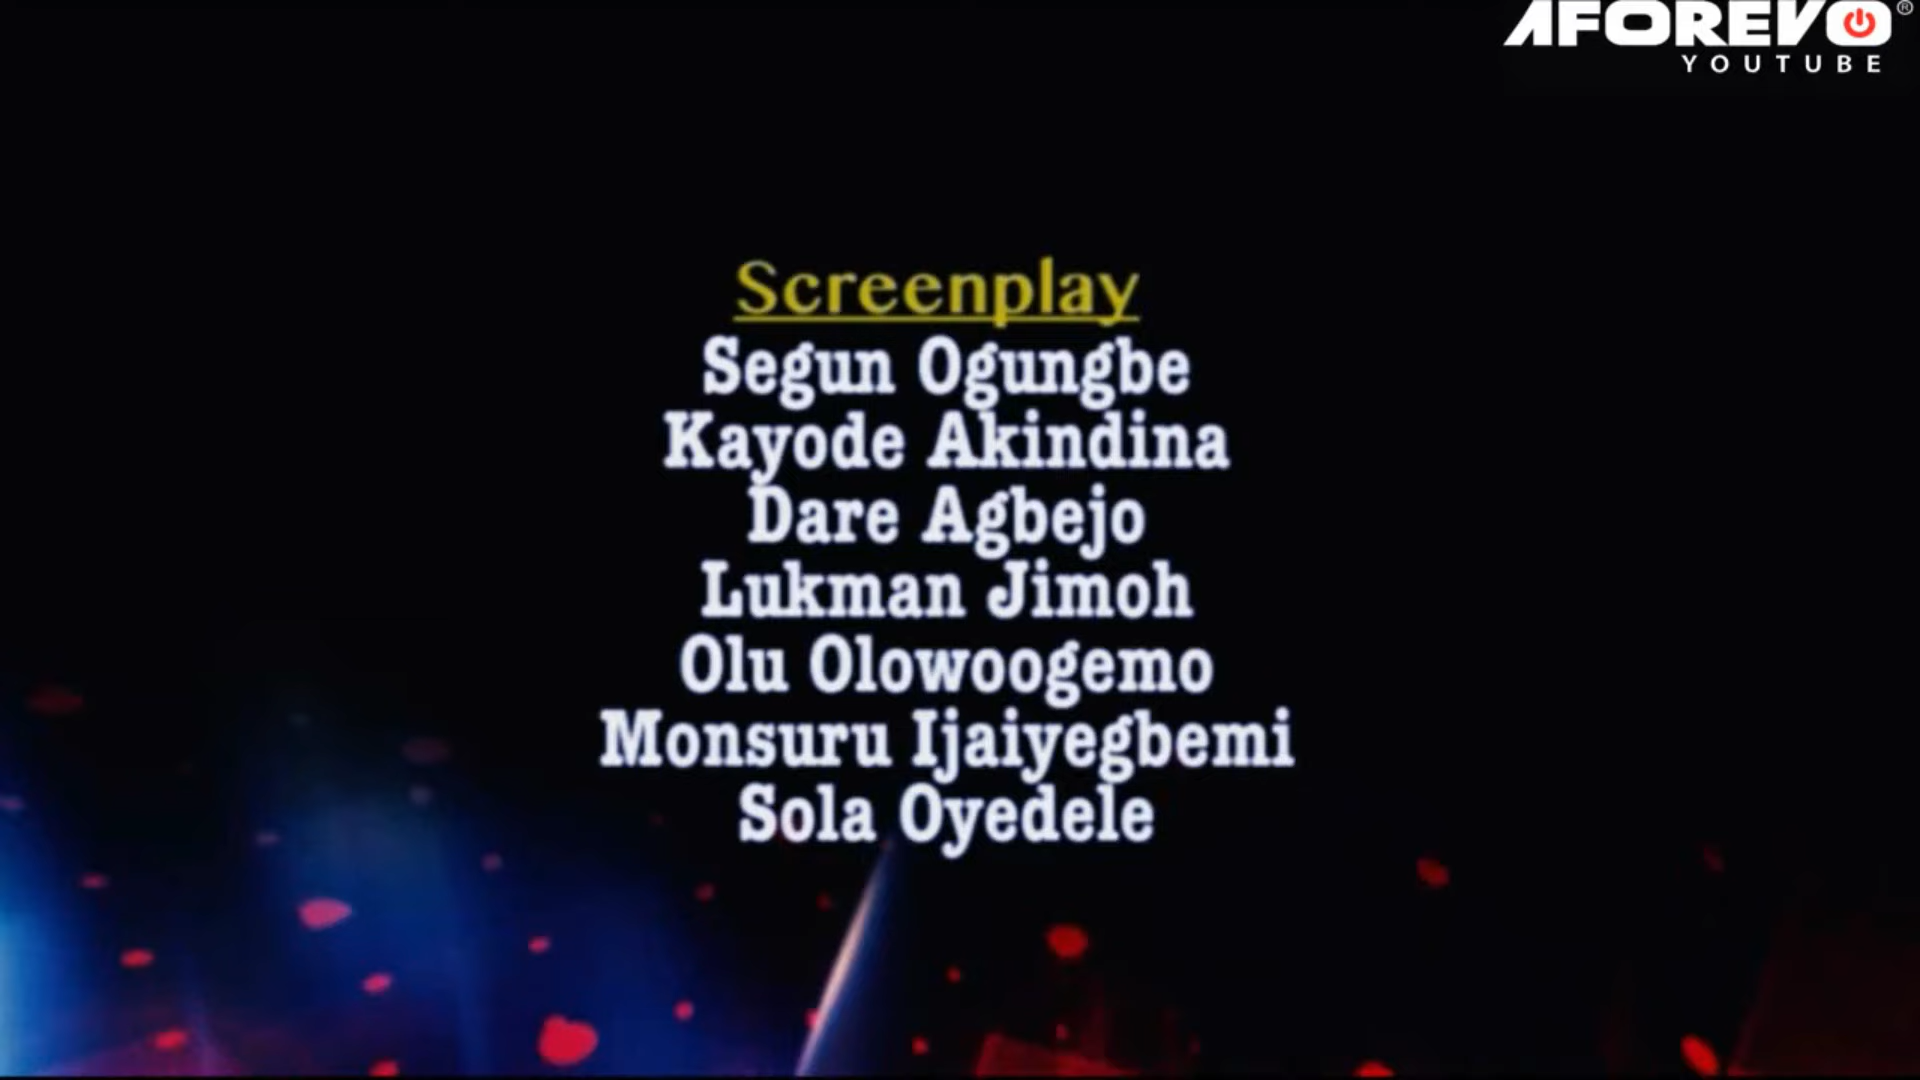 AFOREVO®
YOUTUBE
Screenplay
Segun Ogungbe
Kayode Akindina
Dare Agbejo
Lukman Jimoh
Olu Olowoogemo
Monsuru Ijaiyegbemi
Sola Oyedele